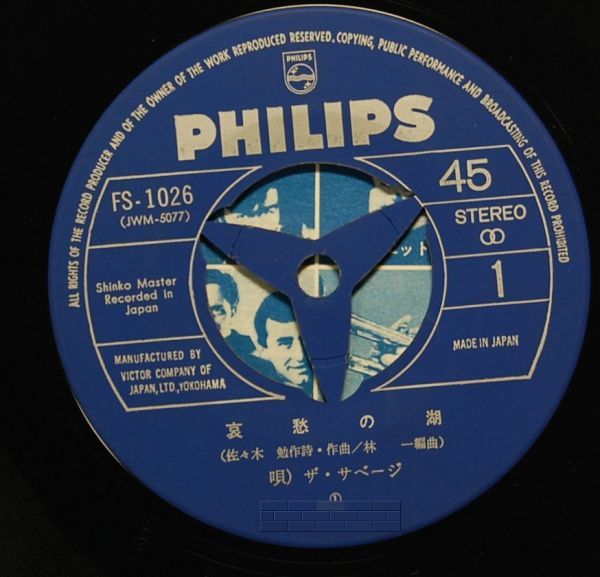 ALL RIGHTS OF THE RECORD PRODUCER AND OF THE OWNER OF THE WORK REPRODUCED RESERVED. COPYING, PUBLIC PERFORMANCE AND BROADCASTING OF THIS RECORD PROHIBITED
PHILIPS
PHILIPS
FS-1026
(JWM-5077)
45
STEREO
Shinko Master
Recorded in
Japan
1
MANUFACTURED BY
VICTOR COMPANY OF
JAPAN, LTD., YOKOHAMA
MADE IN JAPAN
ット
哀愁の湖
(佐々木 勉作詩・作曲/林 一編曲)
唄) ザ・サベージ
①